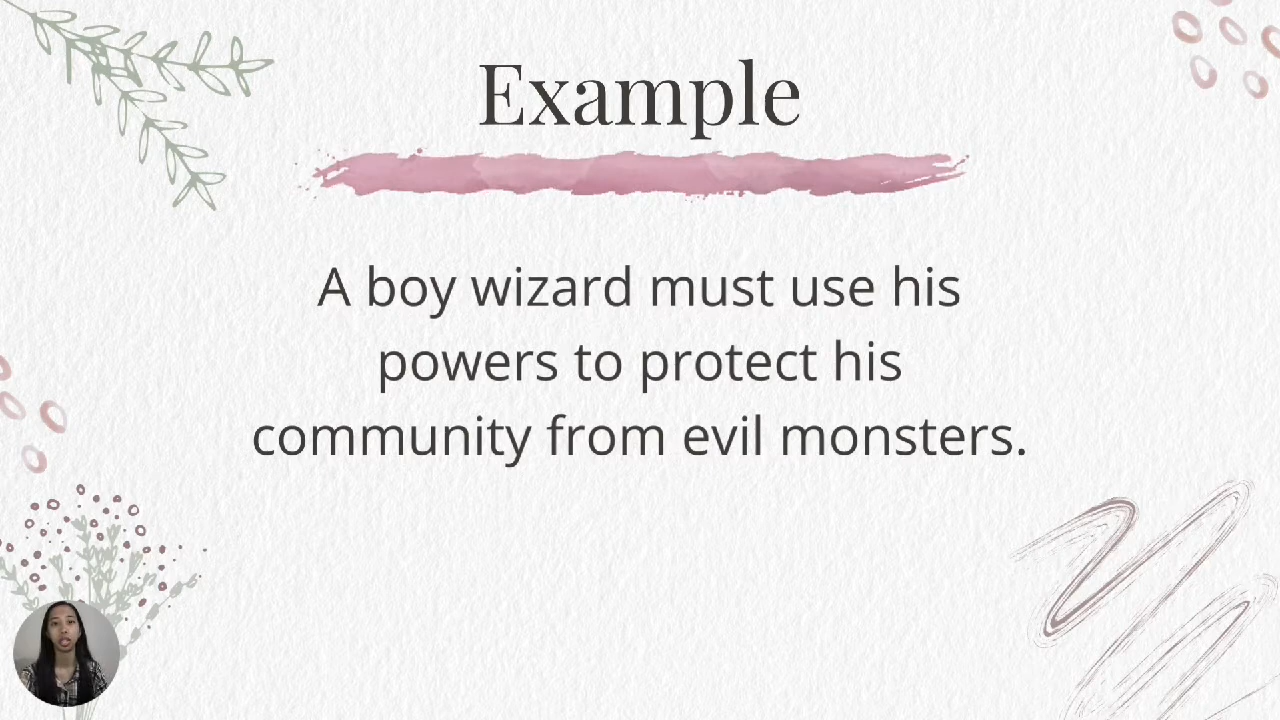 Example
A boy wizard must use his
powers to protect his
community from evil monsters.